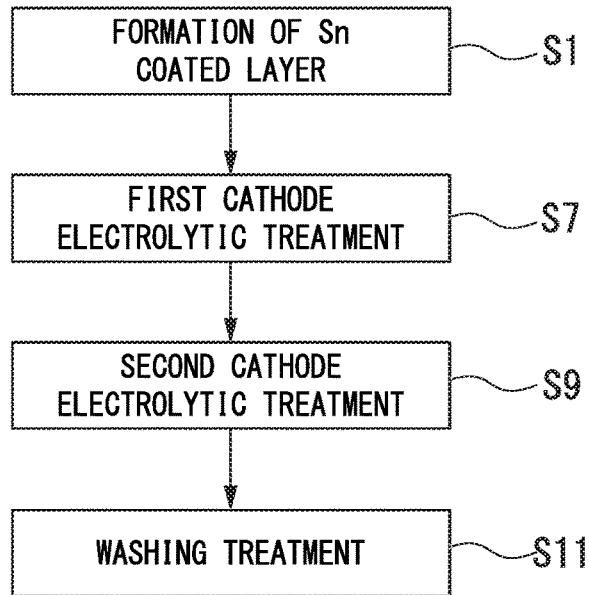 FORMATION OF Sn
COATED LAYER
S1
FIRST CATHODE
ELECTROLYTIC TREATMENT
S7
SECOND CATHODE
ELECTROLYTIC TREATMENT
S9
WASHING TREATMENT
S11